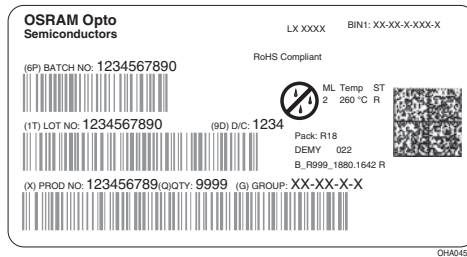 OSRAM Opto
Semiconductors
LX XXXX
BIN1: XX-XX-X-XXX-X
RoHS Compliant
(6P) BATCH NO: 1234567890
ML Temp ST
2 260 °C R
(1T) LOT NO: 1234567890
(9D) D/C: 1234
Pack: R18
DEMY 022
B_R999_1880.1642 R
(X) PROD NO: 123456789(Q)QTY: 9999 (G) GROUP: XX-XX-X-X
OHA04563